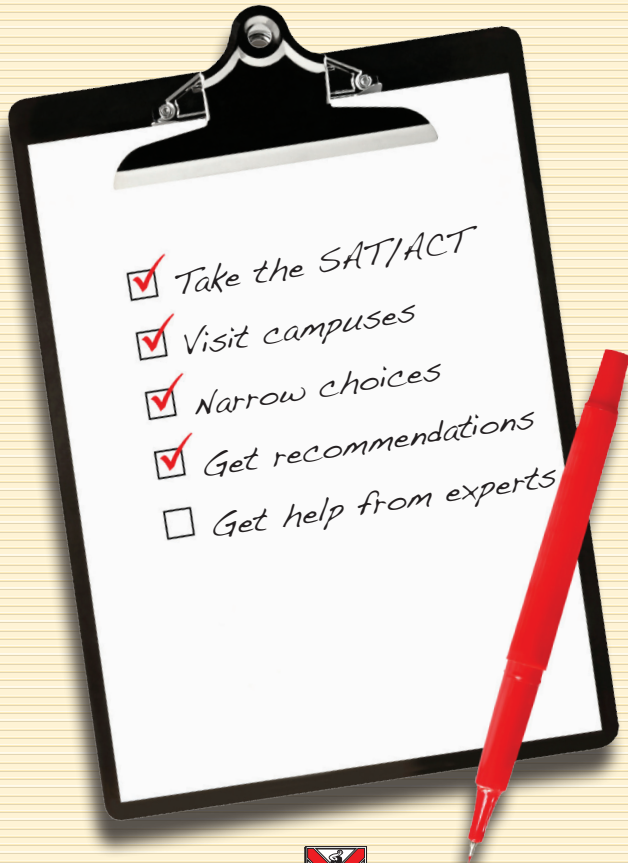 Take the SAT/ACT
Visit campuses
Narrow choices
Get recommendations
Get help from experts